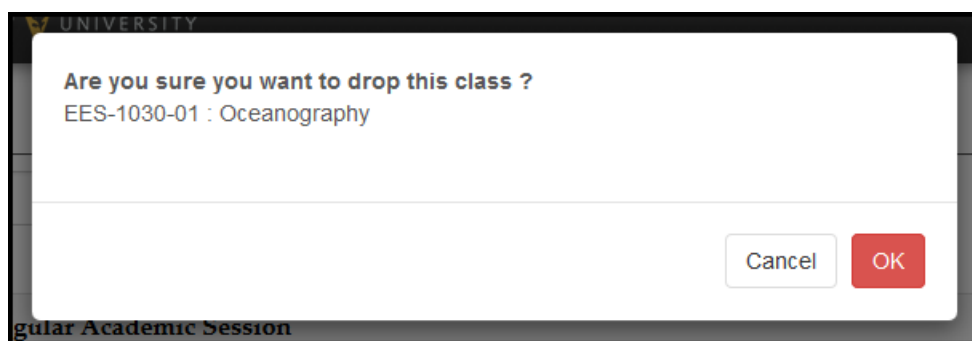 UNIVERSITY
Are you sure you want to drop this class ?
EES-1030-01 : Oceanography
Cancel OK
gular Academic Session